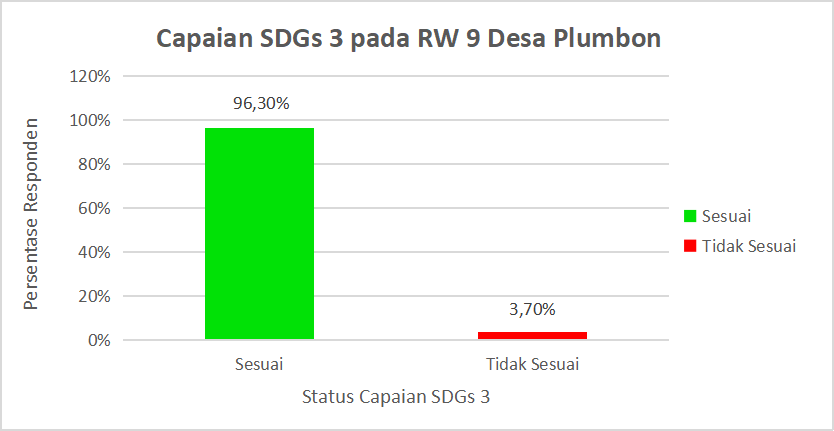 Capaian SDGs 3 pada RW 9 Desa Plumbon
Persentase Responden
120%
100%
80%
60%
40%
20%
0%
96,30%
3,70%
Sesuai
Tidak Sesuai
Status Capaian SDGs 3
Sesuai
Tidak Sesuai